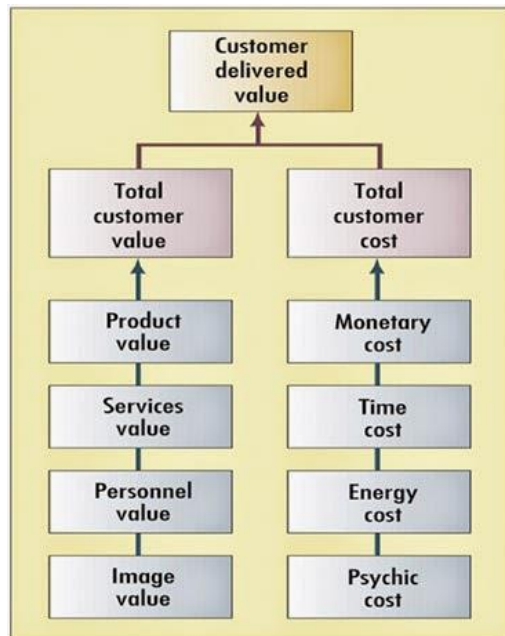 Customer
delivered
value
Total
customer
value
Total
customer
cost
Product
value
Monetary
cost
Services
value
Time
cost
Personnel
value
Energy
cost
Image
value
Psychic
cost